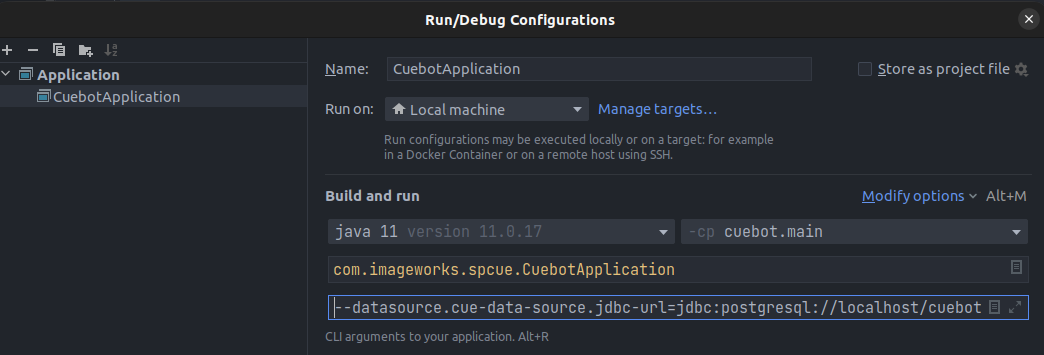 Run/Debug Configurations
Application
CuebotApplication
Name: CuebotApplication
Store as project file
Run on: Local machine
Manage targets...
Run configurations may be executed locally or on a target: for example
in a Docker Container or on a remote host using SSH.
Build and run
Modify options Alt+M
java 11 version 11.0.17
-cp cuebot.main
com.imageworks.spcue.CuebotApplication
--datasource.cue-data-source.jdbc-url=jdbc:postgresql://localhost/cuebot
CLI arguments to your application. Alt+R